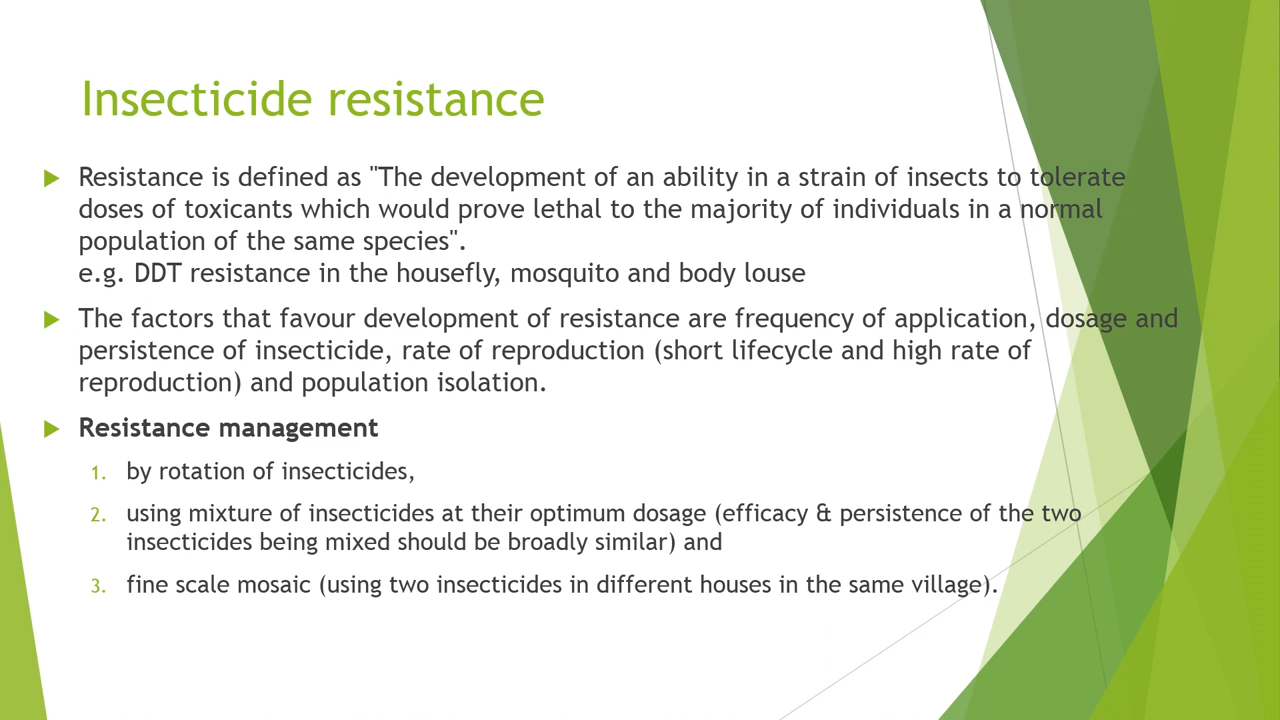 Insecticide resistance
Resistance is defined as "The development of an ability in a strain of insects to tolerate
doses of toxicants which would prove lethal to the majority of individuals in a normal
population of the same species".
e.g. DDT resistance in the housefly, mosquito and body louse
The factors that favour development of resistance are frequency of application, dosage and
persistence of insecticide, rate of reproduction (short lifecycle and high rate of
reproduction) and population isolation.
Resistance management
1. by rotation of insecticides,
2. using mixture of insecticides at their optimum dosage (efficacy & persistence of the two
insecticides being mixed should be broadly similar) and
3. fine scale mosaic (using two insecticides in different houses in the same village).